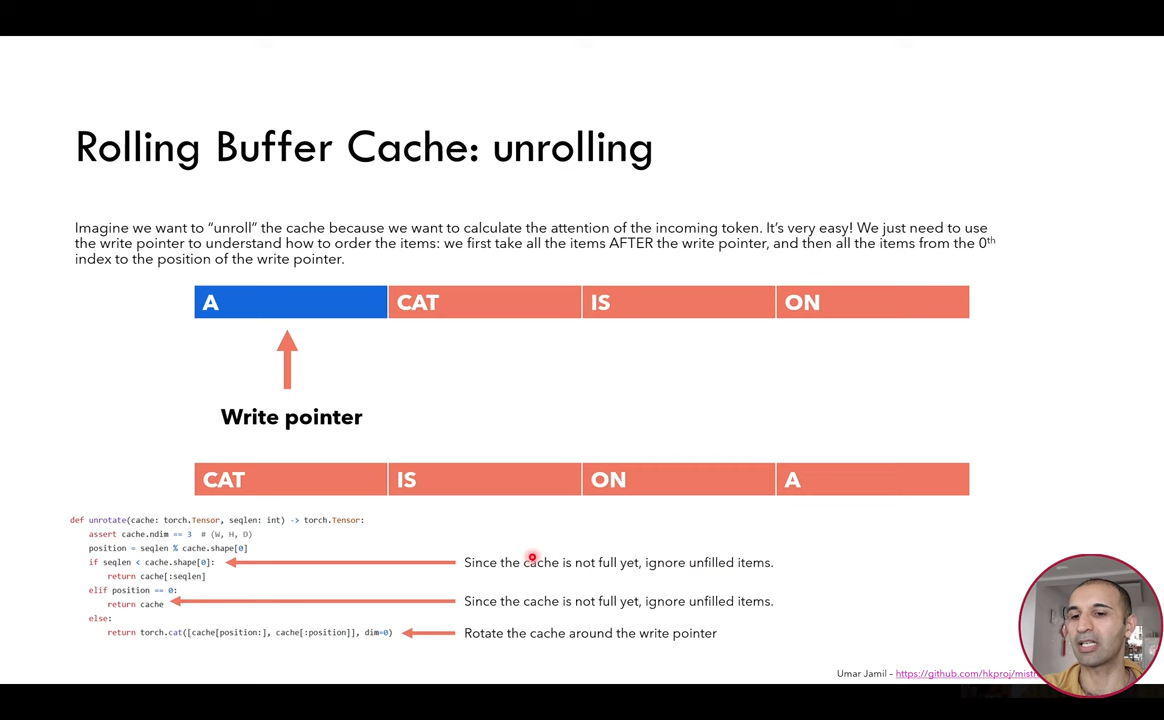 Rolling Buffer Cache: unrolling
Imagine we want to “unroll” the cache because we want to calculate the attention of the incoming token. It’s very easy! We just need to use
the write pointer to understand how to order the items: we first take all the items AFTER the write pointer, and then all the items from the 0th
index to the position of the write pointer.
A CAT IS ON
Write pointer
CAT IS ON A
def unrotate(cache: torch.Tensor, seqlen: int) -> torch.Tensor:
assert cache.ndim == 3 # (W, H, D)
position = seqlen % cache.shape[0]
if seqlen < cache.shape[0]:
Since the cache is not full yet, ignore unfilled items.
return cache[:seqlen]
elif position == 0:
return cache
Since the cache is not full yet, ignore unfilled items.
else:
return torch.cat([cache[position:], cache[:position]], dim=0)
Rotate the cache around the write pointer
Umar Jamil – https://github.com/hkproj/mistr